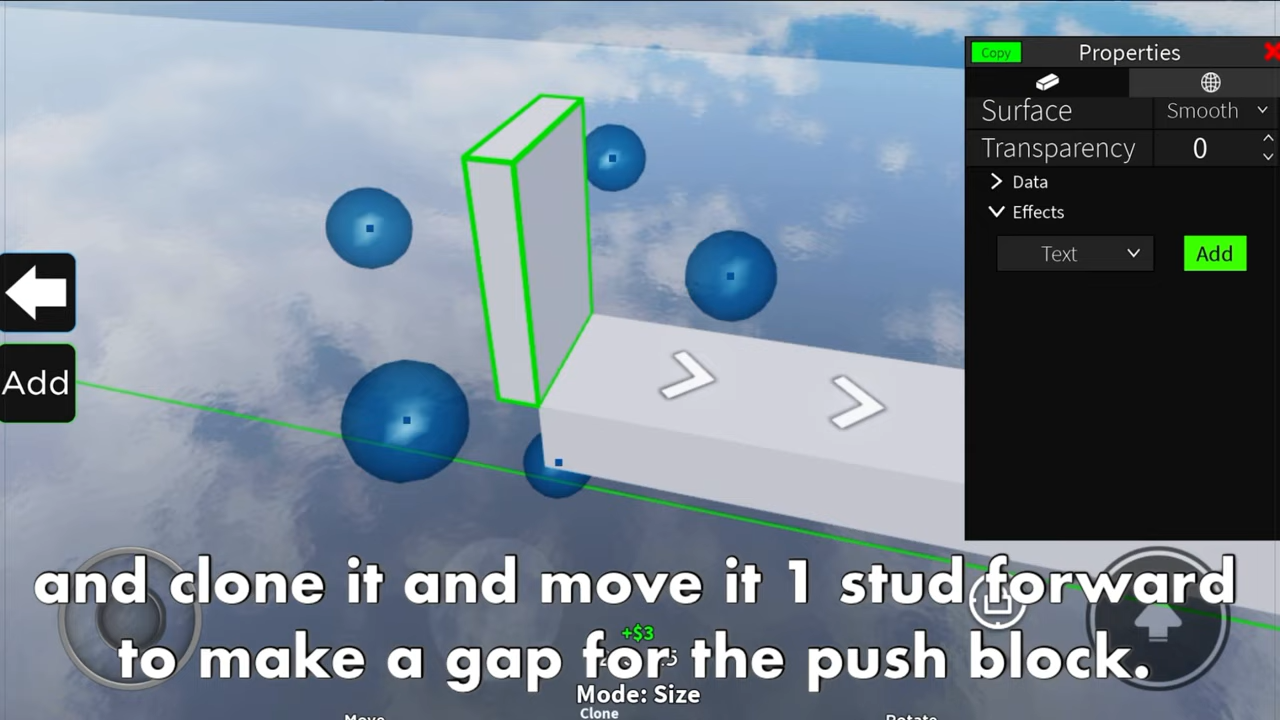 Copy
Properties
Surface
Smooth
Transparency
0
Data
Effects
Text
Add
Add
and clone it and move it 1 stud forward
to make a gap for the push block.
+$3
Mode: Size
Move
Clone
Rotate